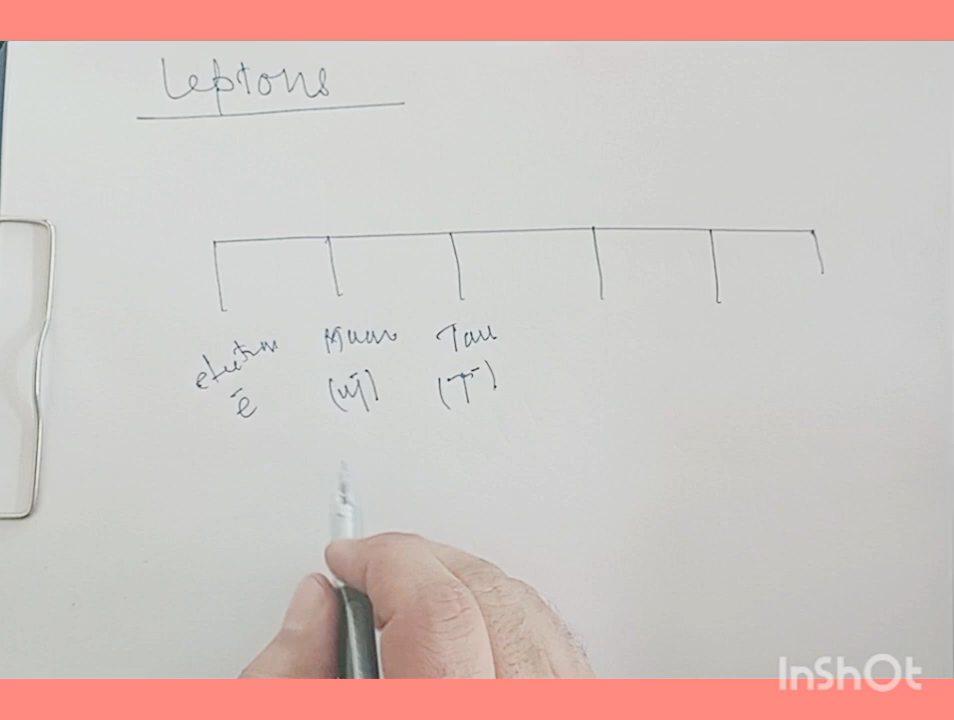 Leptons
electron Muon Tau
ē (μ⁻) (τ⁻)
InShOt